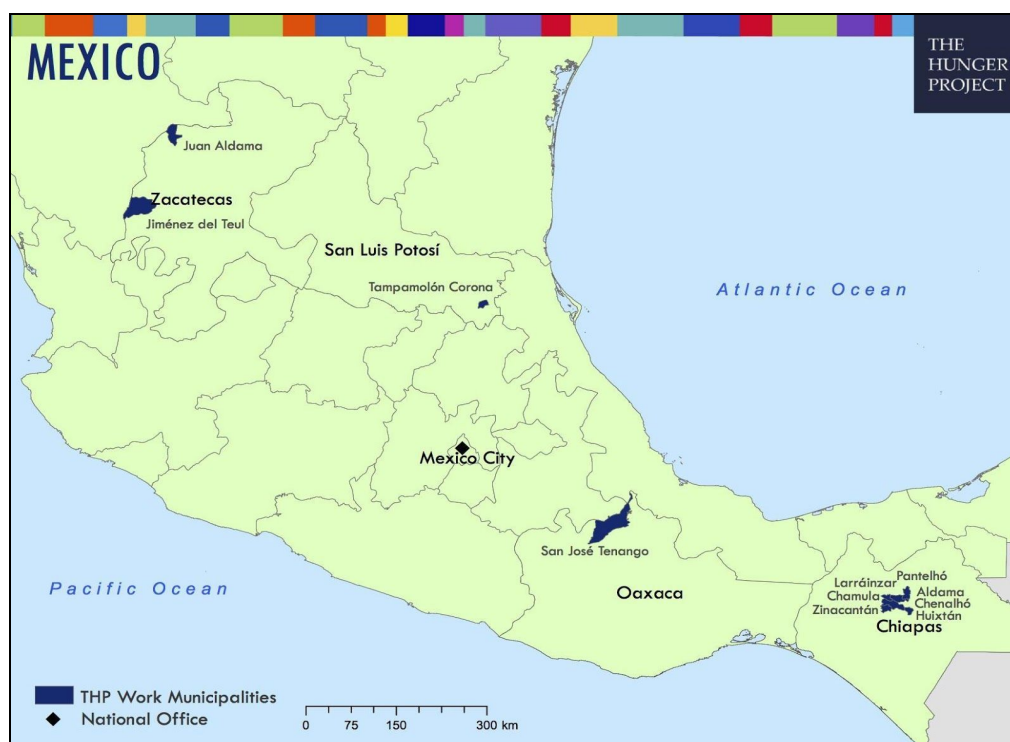 MEXICO
THE
HUNGER
PROJECT
Juan Aldama
Zacatecas
Jiménez del Teul
San Luis Potosí
Tampamolón Corona
Atlantic Ocean
Mexico City
San José Tenango
Pacific Ocean
Oaxaca
Larráinzar
Pantelhó
Chamula
Aldama
Zinacantán
Chenalhó
Huixtán
Chiapas
THP Work Municipalities
National Office
0 75 150 300 km